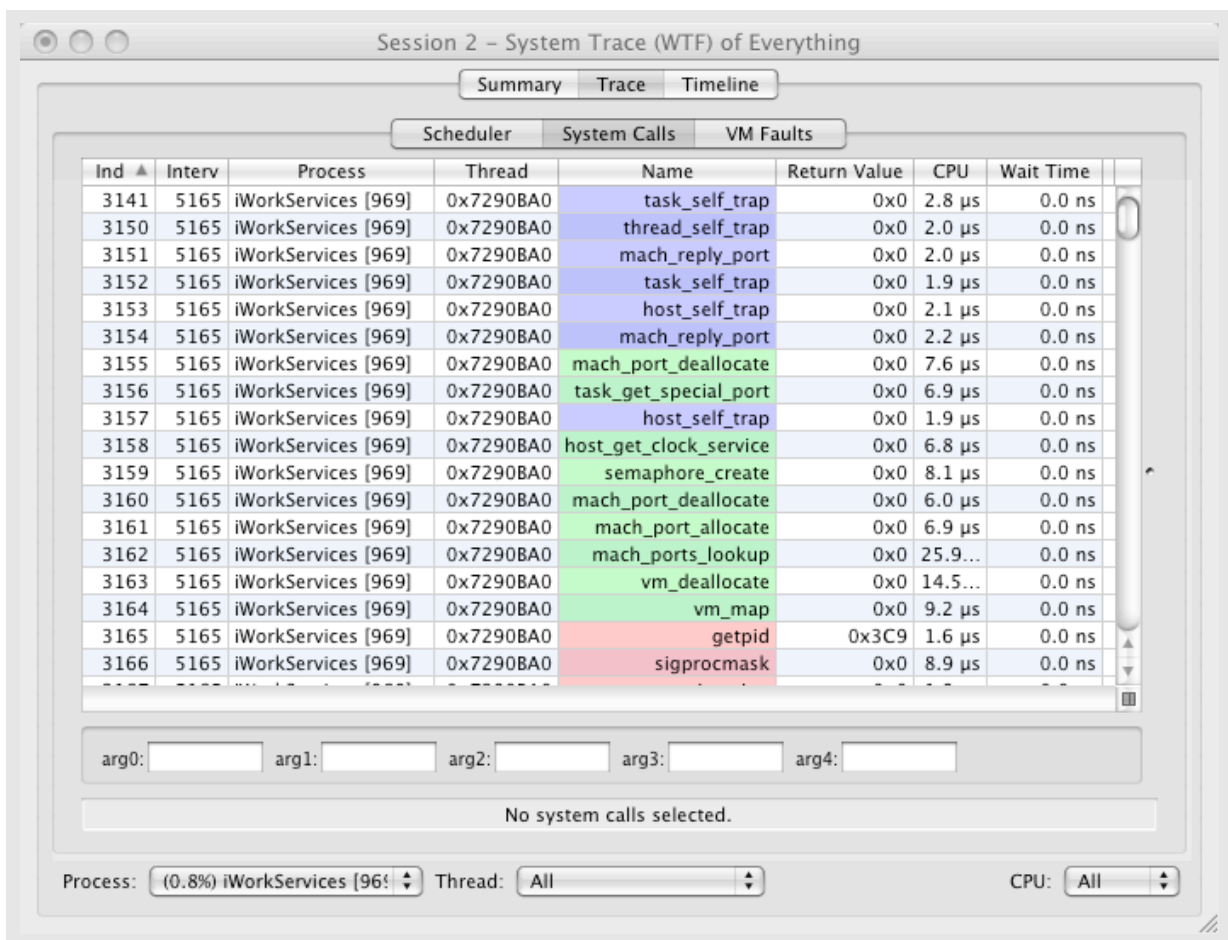 Session 2 – System Trace (WTF) of Everything
Summary Trace Timeline
Scheduler System Calls VM Faults
Ind Interv Process Thread Name Return Value CPU Wait Time
3141 5165 iWorkServices [969] 0x7290BA0 task_self_trap 0x0 2.8 µs 0.0 ns
3150 5165 iWorkServices [969] 0x7290BA0 thread_self_trap 0x0 2.0 µs 0.0 ns
3151 5165 iWorkServices [969] 0x7290BA0 mach_reply_port 0x0 2.0 µs 0.0 ns
3152 5165 iWorkServices [969] 0x7290BA0 task_self_trap 0x0 1.9 µs 0.0 ns
3153 5165 iWorkServices [969] 0x7290BA0 host_self_trap 0x0 2.1 µs 0.0 ns
3154 5165 iWorkServices [969] 0x7290BA0 mach_reply_port 0x0 2.2 µs 0.0 ns
3155 5165 iWorkServices [969] 0x7290BA0 mach_port_deallocate 0x0 7.6 µs 0.0 ns
3156 5165 iWorkServices [969] 0x7290BA0 task_get_special_port 0x0 6.9 µs 0.0 ns
3157 5165 iWorkServices [969] 0x7290BA0 host_self_trap 0x0 1.9 µs 0.0 ns
3158 5165 iWorkServices [969] 0x7290BA0 host_get_clock_service 0x0 6.8 µs 0.0 ns
3159 5165 iWorkServices [969] 0x7290BA0 semaphore_create 0x0 8.1 µs 0.0 ns
3160 5165 iWorkServices [969] 0x7290BA0 mach_port_deallocate 0x0 6.0 µs 0.0 ns
3161 5165 iWorkServices [969] 0x7290BA0 mach_port_allocate 0x0 6.9 µs 0.0 ns
3162 5165 iWorkServices [969] 0x7290BA0 mach_ports_lookup 0x0 25.9... 0.0 ns
3163 5165 iWorkServices [969] 0x7290BA0 vm_deallocate 0x0 14.5... 0.0 ns
3164 5165 iWorkServices [969] 0x7290BA0 vm_map 0x0 9.2 µs 0.0 ns
3165 5165 iWorkServices [969] 0x7290BA0 getpid 0x3C9 1.6 µs 0.0 ns
3166 5165 iWorkServices [969] 0x7290BA0 sigprocmask 0x0 8.9 µs 0.0 ns
arg0: arg1: arg2: arg3: arg4:
No system calls selected.
Process: (0.8%) iWorkServices [969 Thread: All CPU: All